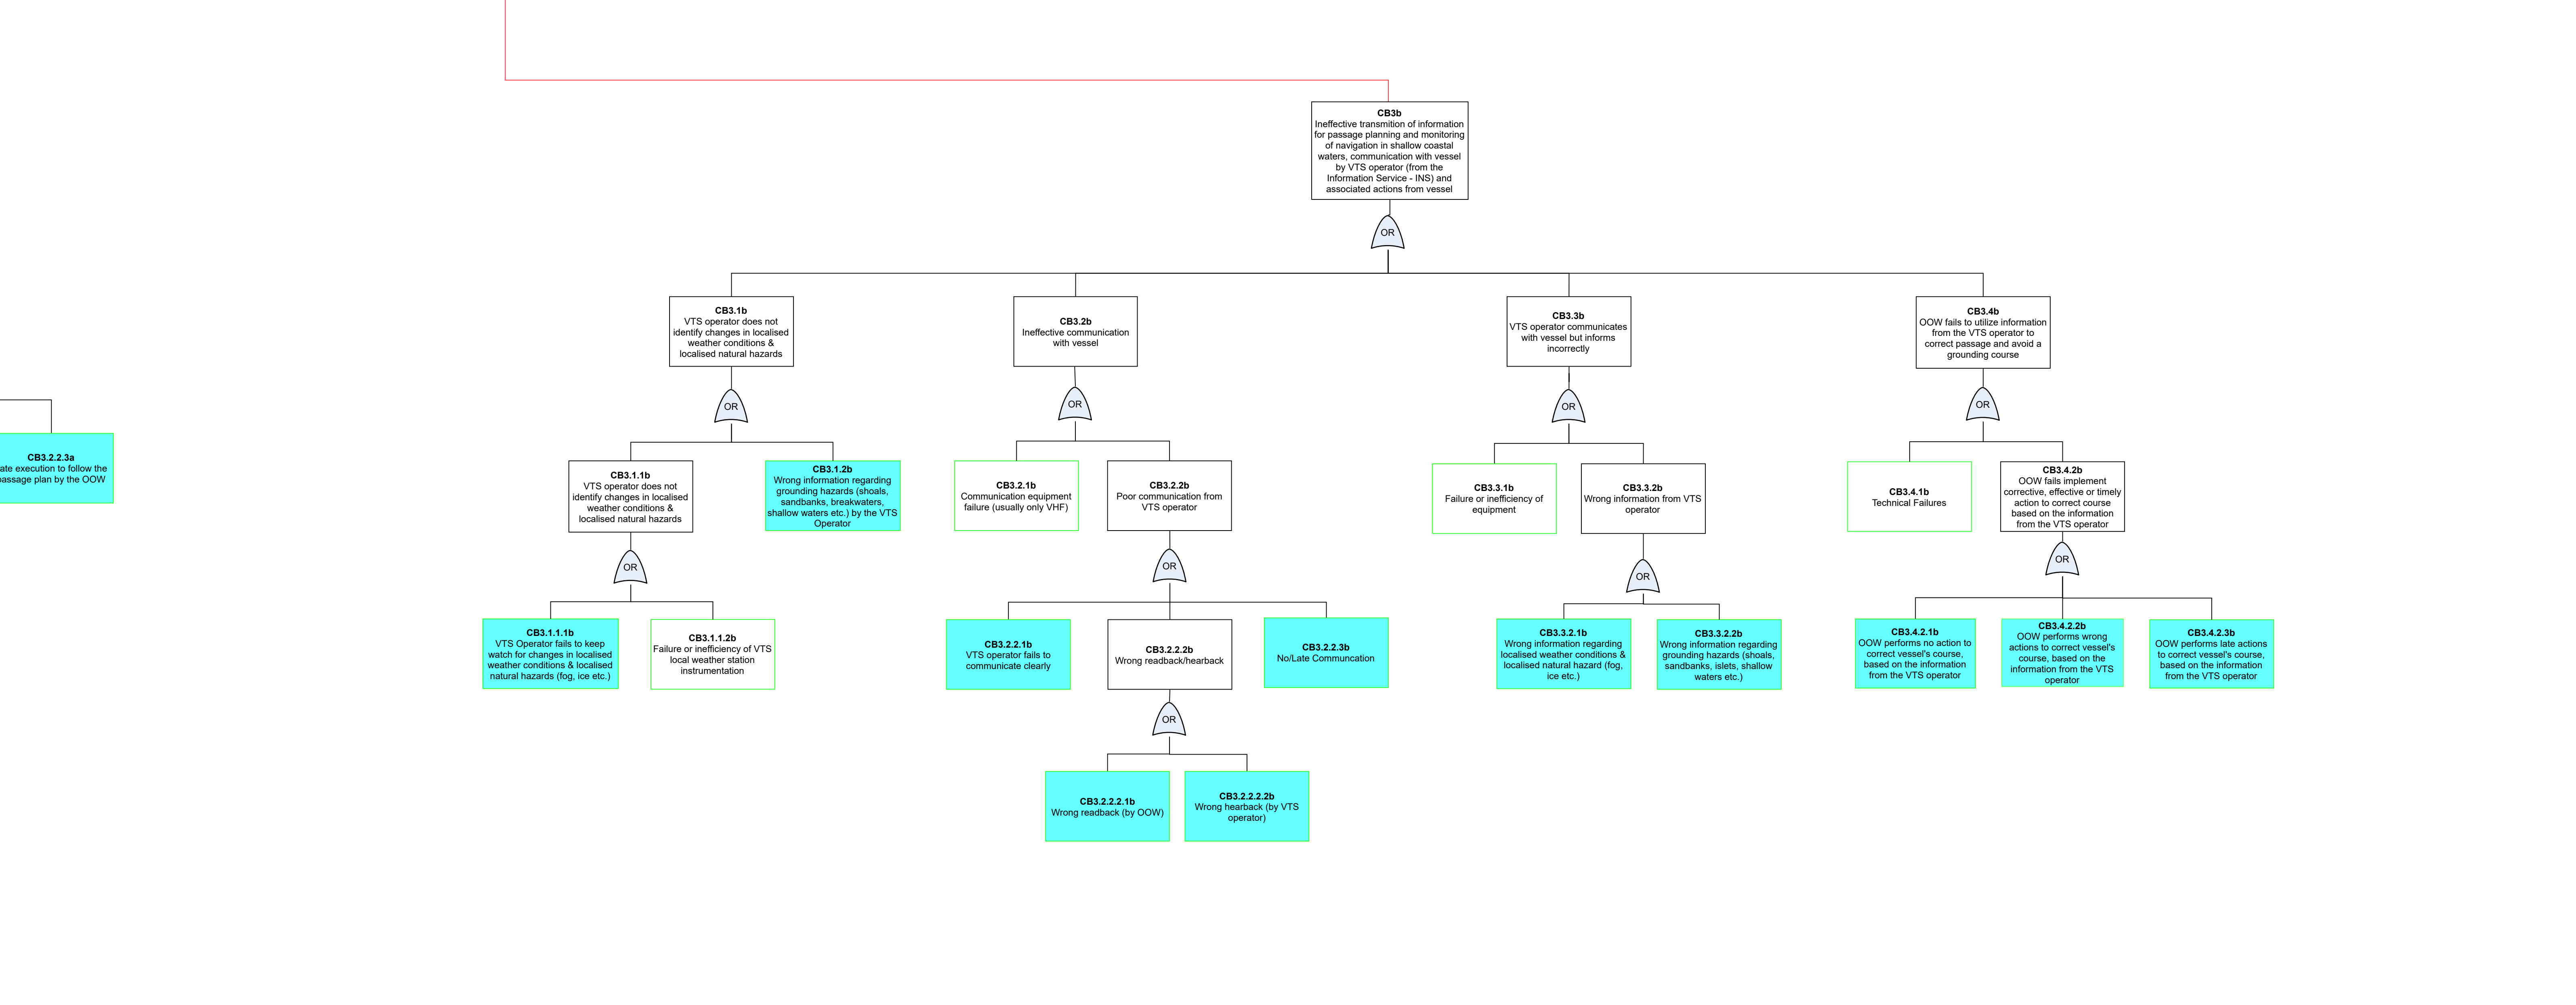 CB3b
Ineffective transmition of information
for passage planning and monitoring
of navigation in shallow coastal
waters, communication with vessel
by VTS operator (from the
Information Service - INS) and
associated actions from vessel
OR
CB3.1b
VTS operator does not
identify changes in localised
weather conditions &
localised natural hazards
CB3.2b
Ineffective communication
with vessel
CB3.3b
VTS operator communicates
with vessel but informs
incorrectly
CB3.4b
OOW fails to utilize information
from the VTS operator to
correct passage and avoid a
grounding course
OR
OR
OR
OR
CB3.2.2.3a
ate execution to follow the
passage plan by the OOW
CB3.1.1b
VTS operator does not
identify changes in localised
weather conditions &
localised natural hazards
CB3.1.2b
Wrong information regarding
grounding hazards (shoals,
sandbanks, breakwaters,
shallow waters etc.) by the VTS
Operator
CB3.2.1b
Communication equipment
failure (usually only VHF)
CB3.2.2b
Poor communication from
VTS operator
CB3.3.1b
Failure or inefficiency of
equipment
CB3.3.2b
Wrong information from VTS
operator
CB3.4.1b
Technical Failures
CB3.4.2b
OOW fails implement
corrective, effective or timely
action to correct course
based on the information
from the VTS operator
OR
OR
OR
OR
CB3.1.1.1b
VTS Operator fails to keep
watch for changes in localised
weather conditions & localised
natural hazards (fog, ice etc.)
CB3.1.1.2b
Failure or inefficiency of VTS
local weather station
instrumentation
CB3.2.2.1b
VTS operator fails to
communicate clearly
CB3.2.2.2b
Wrong readback/hearback
CB3.2.2.3b
No/Late Communcation
CB3.3.2.1b
Wrong information regarding
localised weather conditions &
localised natural hazard (fog,
ice etc.)
CB3.3.2.2b
Wrong information regarding
grounding hazards (shoals,
sandbanks, islets, shallow
waters etc.)
CB3.4.2.1b
OOW performs no action to
correct vessel's course,
based on the information
from the VTS operator
CB3.4.2.2b
OOW performs wrong
actions to correct vessel's
course, based on the
information from the VTS
operator
CB3.4.2.3b
OOW performs late actions
to correct vessel's course,
based on the information
from the VTS operator
OR
CB3.2.2.2.1b
Wrong readback (by OOW)
CB3.2.2.2.2b
Wrong hearback (by VTS
operator)